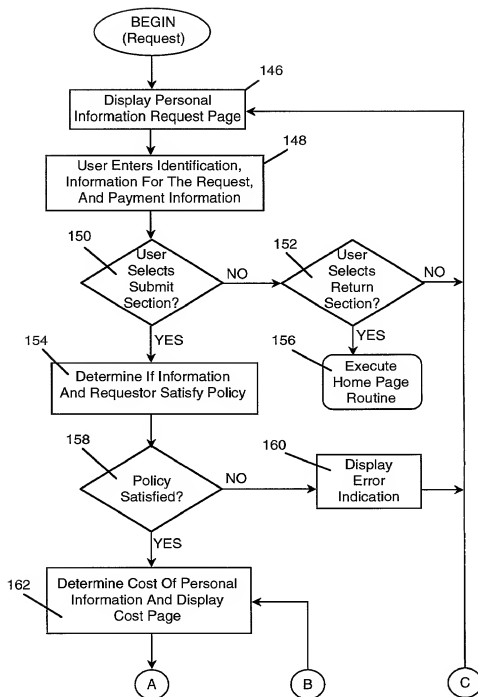 BEGIN
(Request)
146
Display Personal
Information Request Page
148
User Enters Identification,
Information For The Request,
And Payment Information
150
User
Selects
Submit
Section?
NO
152
User
Selects
Return
Section?
NO
YES
YES
154
Determine If Information
And Requestor Satisfy Policy
156
Execute
Home Page
Routine
158
Policy
Satisfied?
NO
160
Display
Error
Indication
YES
162
Determine Cost Of Personal
Information And Display
Cost Page
A
B
C